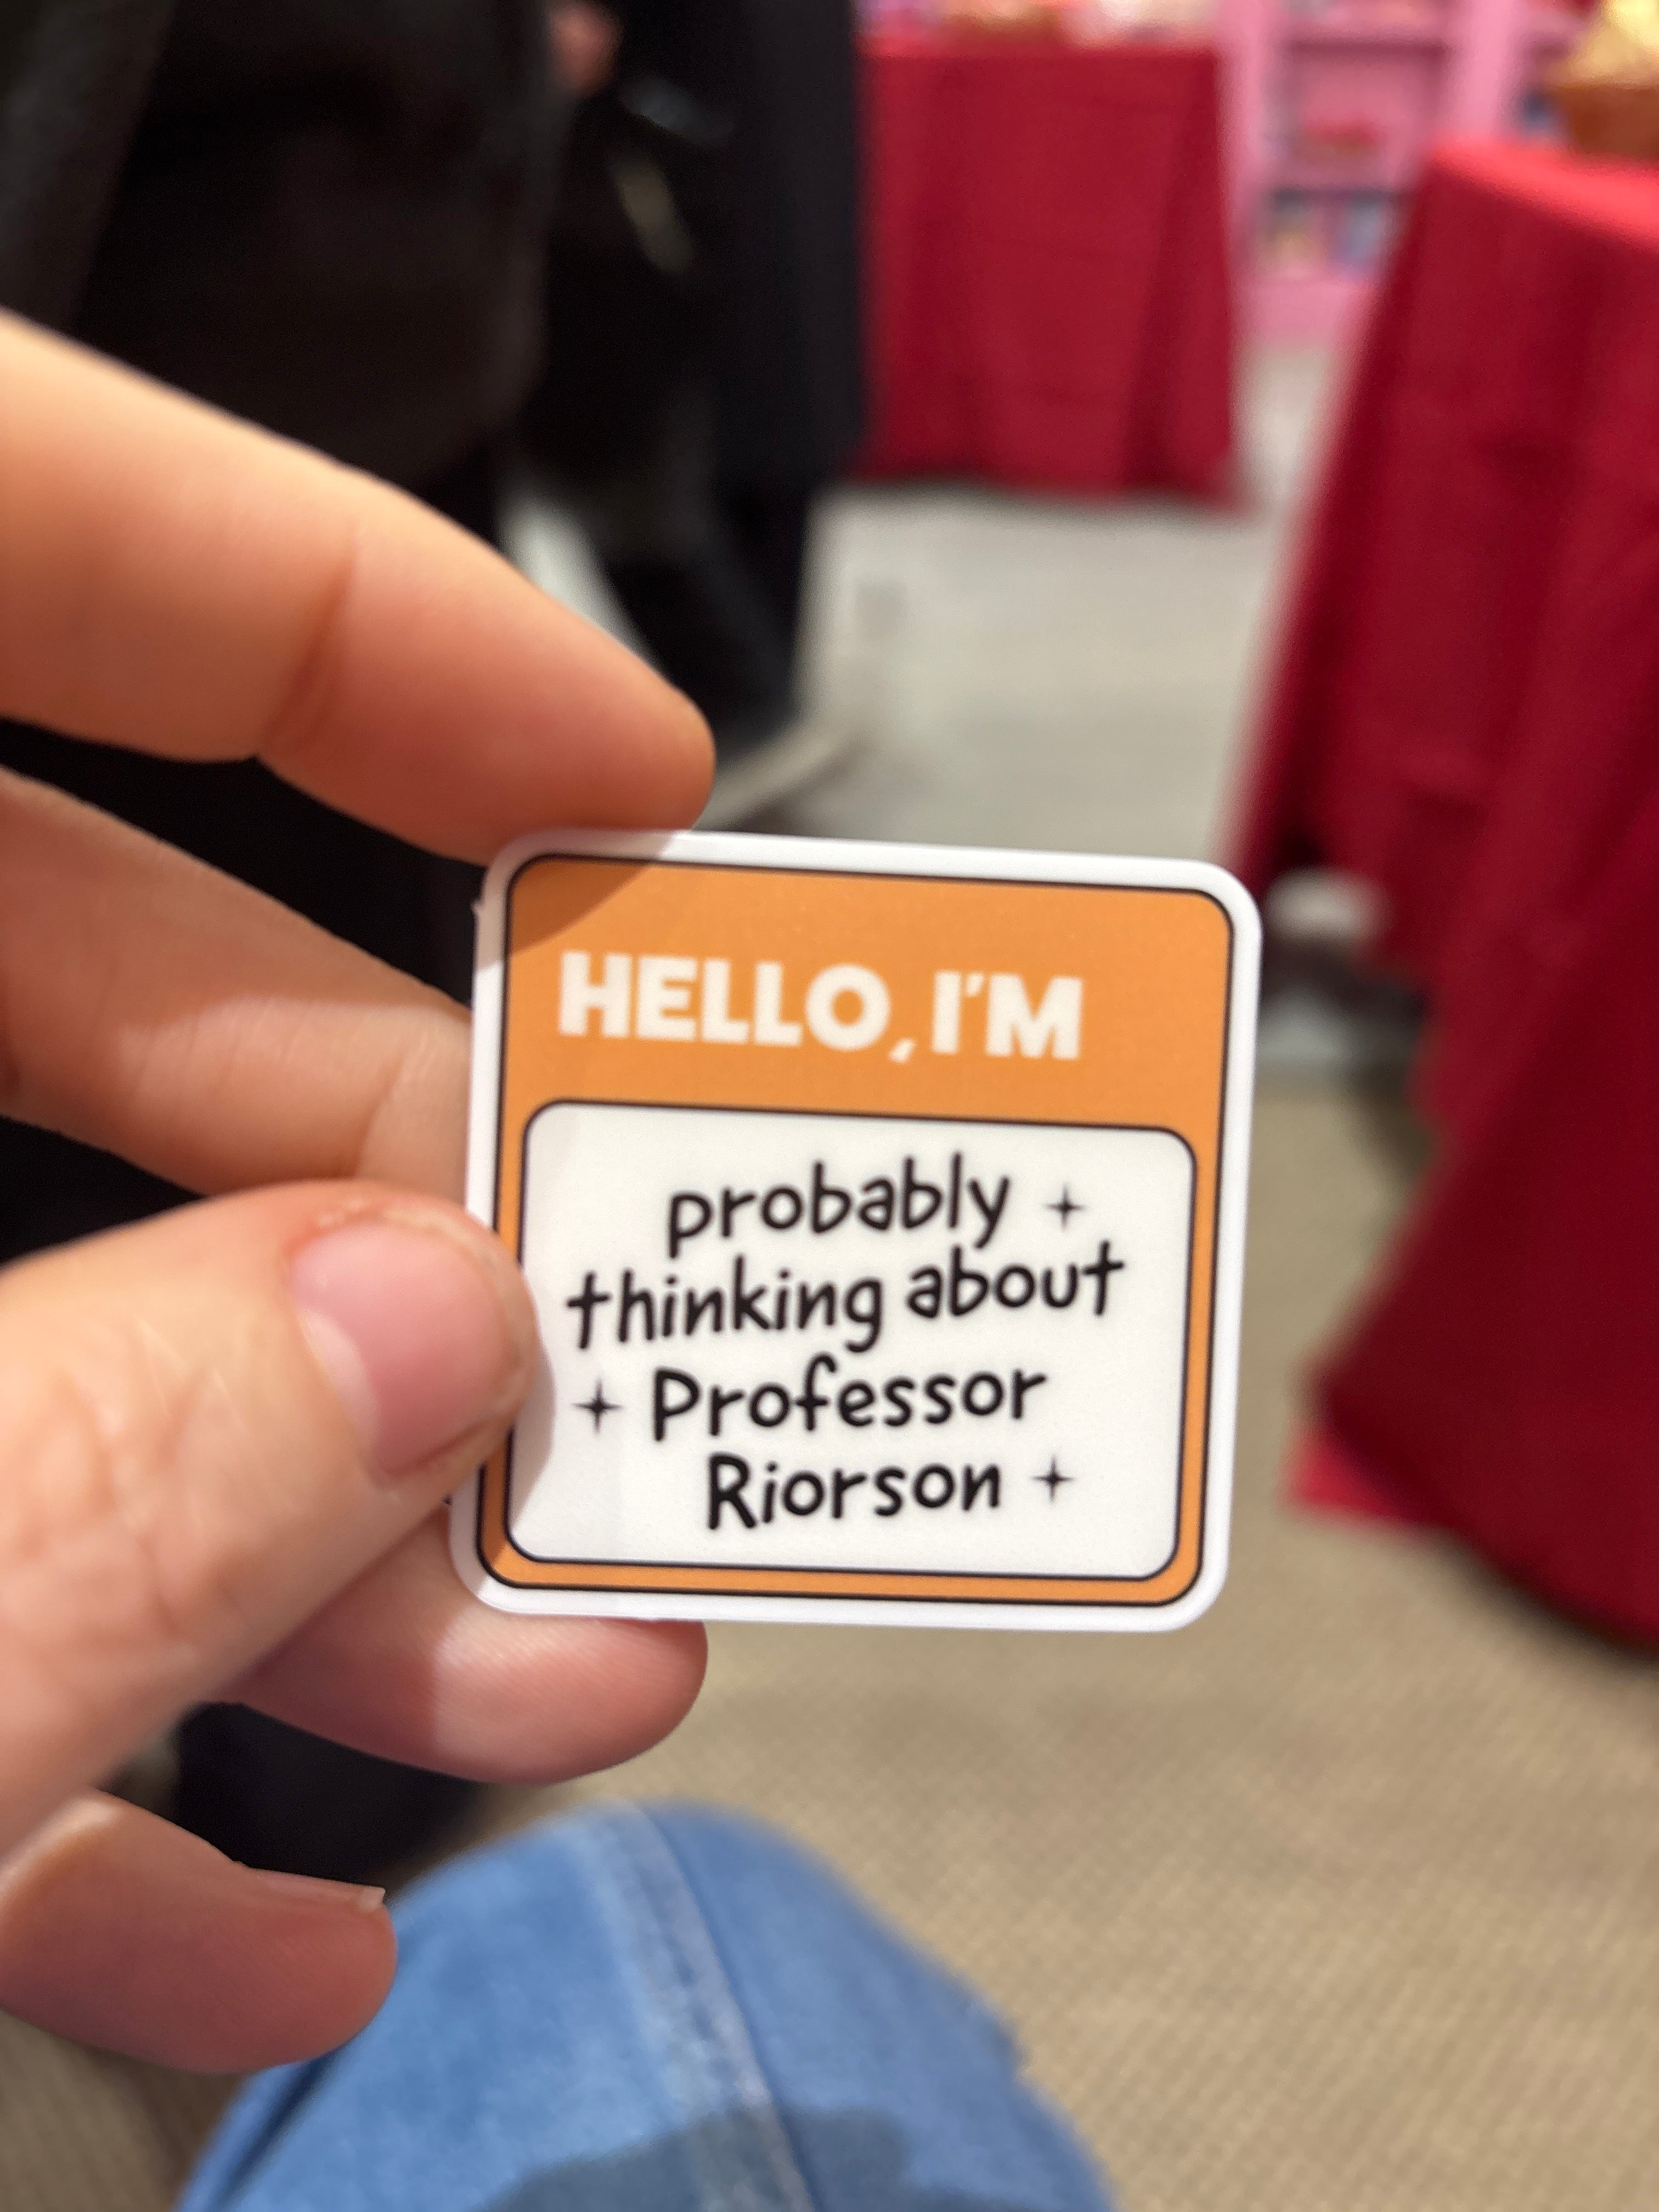 HELLO, I'M
probably
thinking about
Professor
Riorson